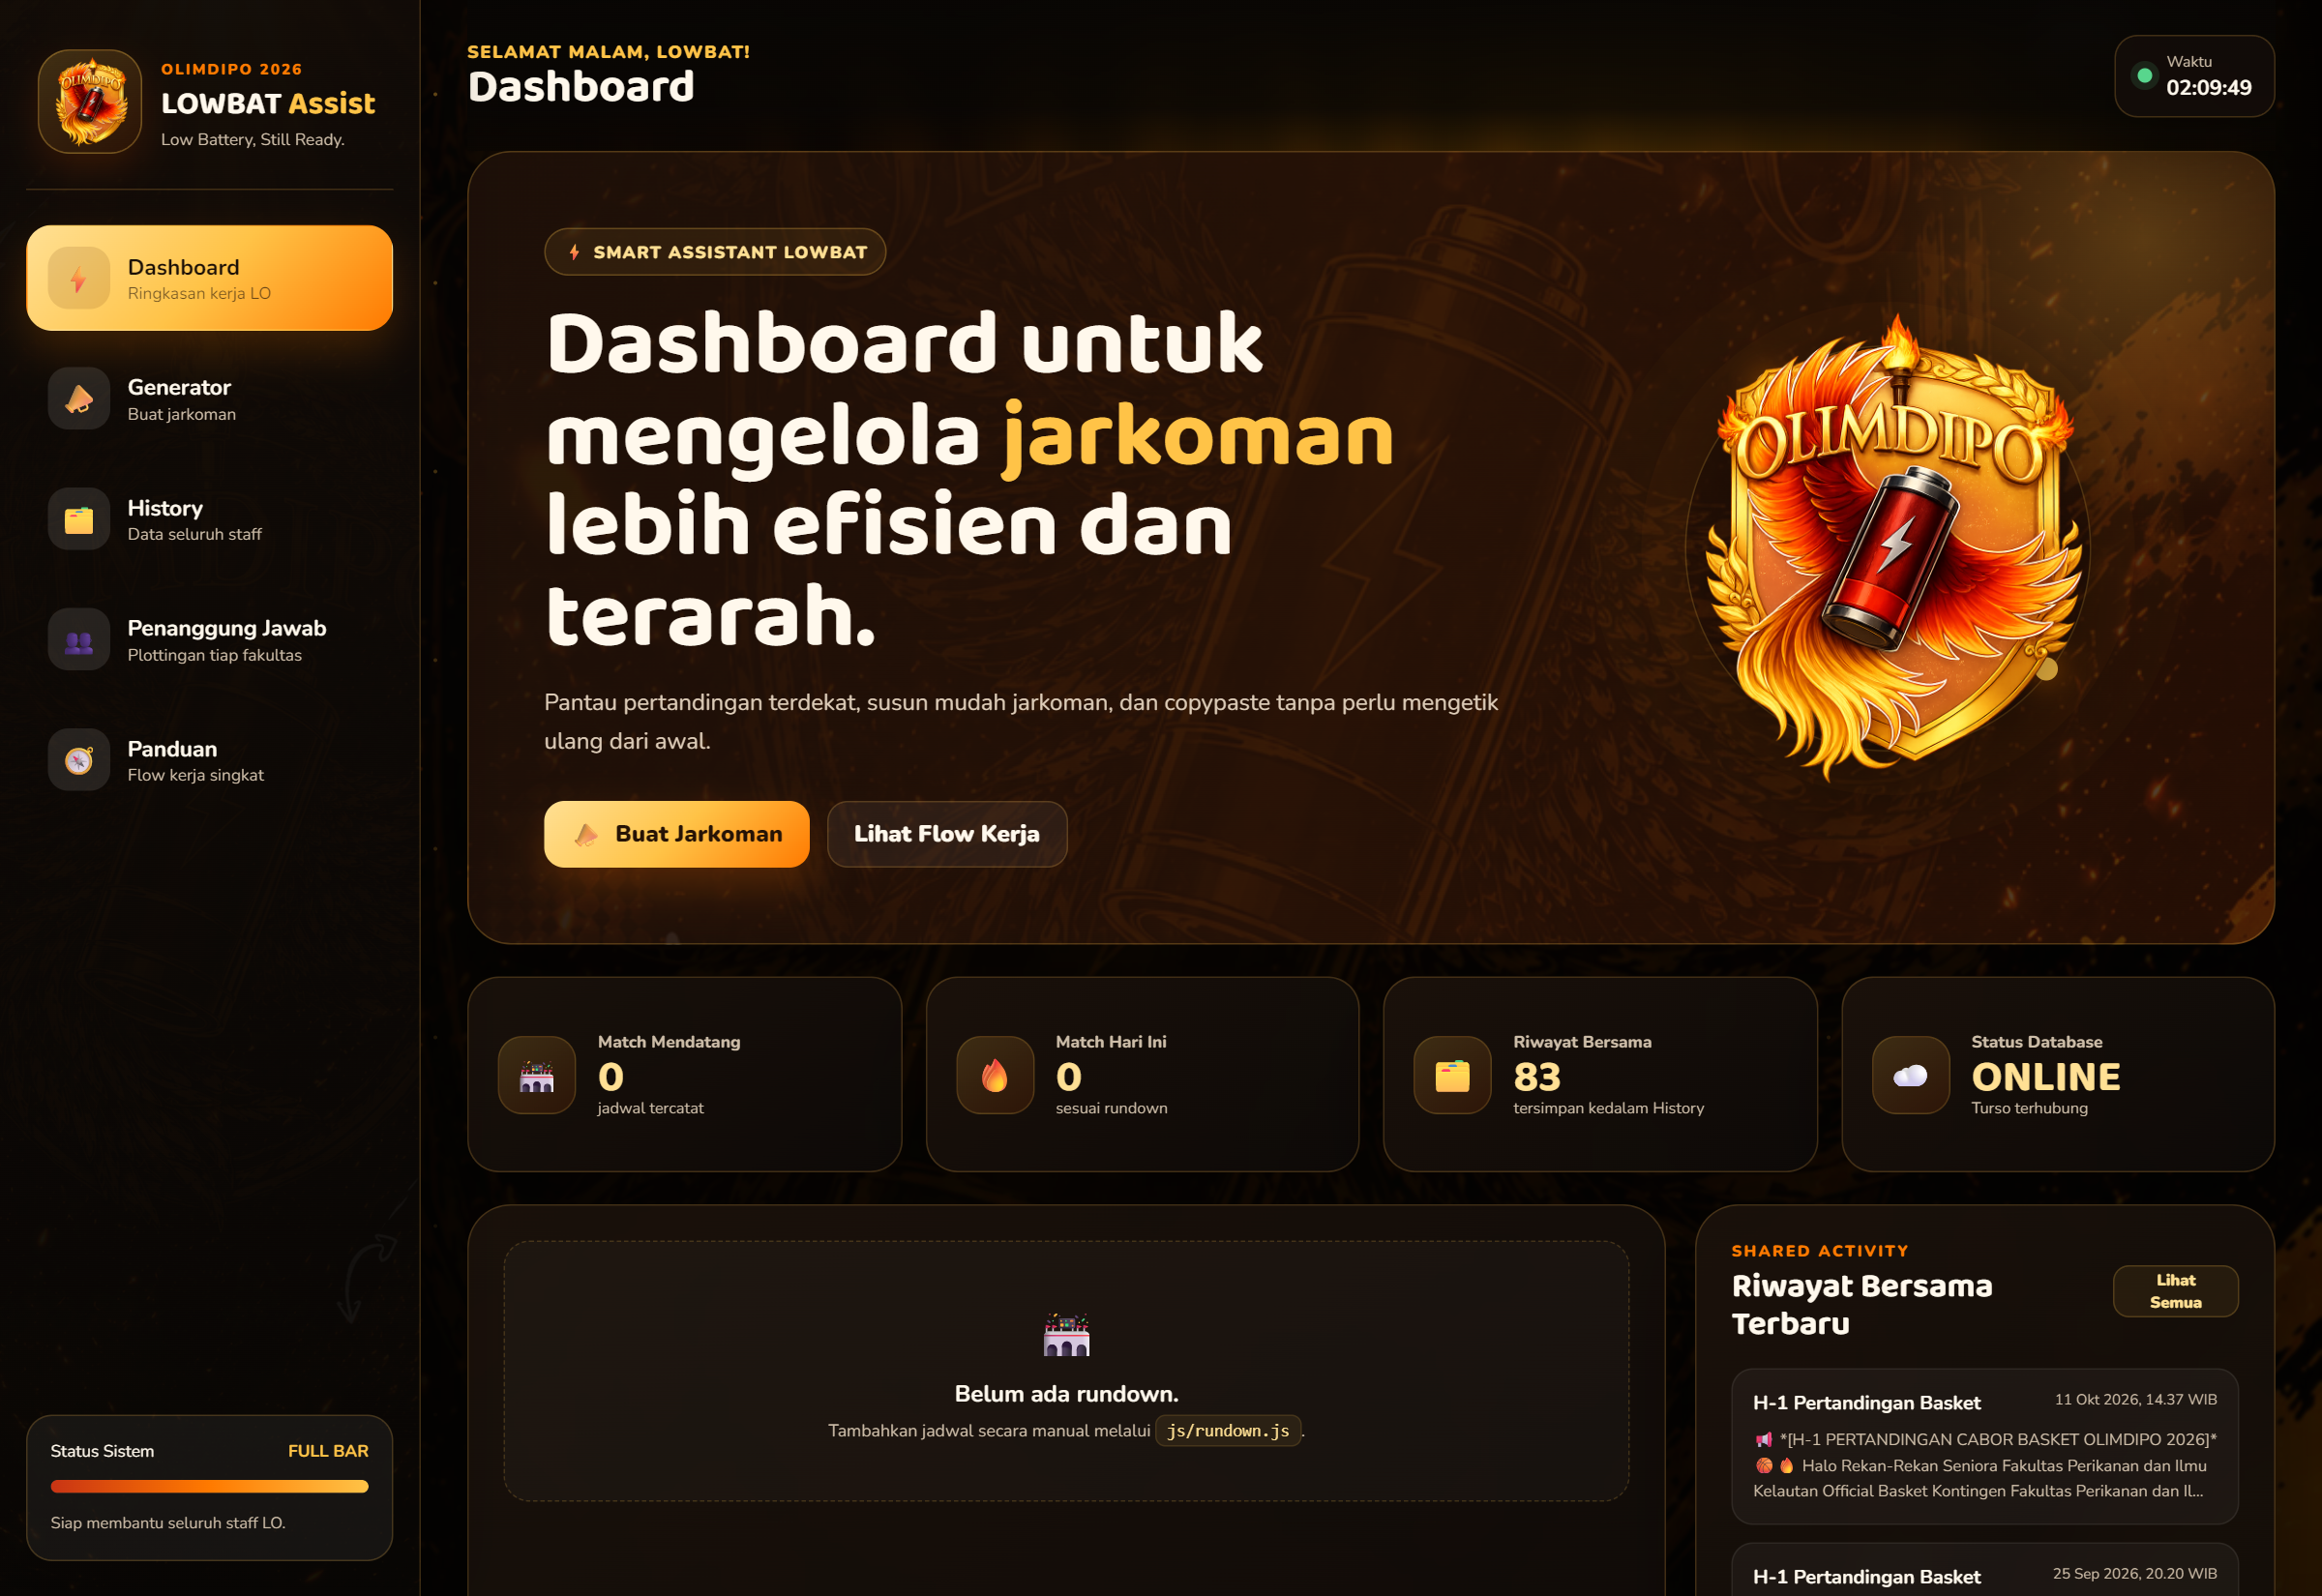 OLIMDIPO
OLIMDIPO 2026
LOWBAT Assist
Low Battery, Still Ready.
Dashboard
Ringkasan kerja LO
Generator
Buat jarkoman
History
Data seluruh staff
Penanggung Jawab
Plottingan tiap fakultas
Panduan
Flow kerja singkat
Status Sistem
FULL BAR
Siap membantu seluruh staff LO.
SELAMAT MALAM, LOWBAT!
Dashboard
Waktu
02:09:49
SMART ASSISTANT LOWBAT
Dashboard untuk
mengelola jarkoman
lebih efisien dan
terarah.
Pantau pertandingan terdekat, susun mudah jarkoman, dan copypaste tanpa perlu mengetik
ulang dari awal.
Buat Jarkoman
Lihat Flow Kerja
OLIMDIPO
Match Mendatang
0
jadwal tercatat
Match Hari Ini
0
sesuai rundown
Riwayat Bersama
83
tersimpan kedalam History
Status Database
ONLINE
Turso terhubung
Belum ada rundown.
Tambahkan jadwal secara manual melalui js/rundown.js.
SHARED ACTIVITY
Riwayat Bersama
Terbaru
Lihat
Semua
H-1 Pertandingan Basket
11 Okt 2026, 14.37 WIB
📢 *[H-1 PERTANDINGAN CABOR BASKET OLIMDIPO 2026]*
🏀🔥 Halo Rekan-Rekan Seniora Fakultas Perikanan dan Ilmu
Kelautan Official Basket Kontingen Fakultas Perikanan dan Il...
H-1 Pertandingan Basket
25 Sep 2026, 20.20 WIB